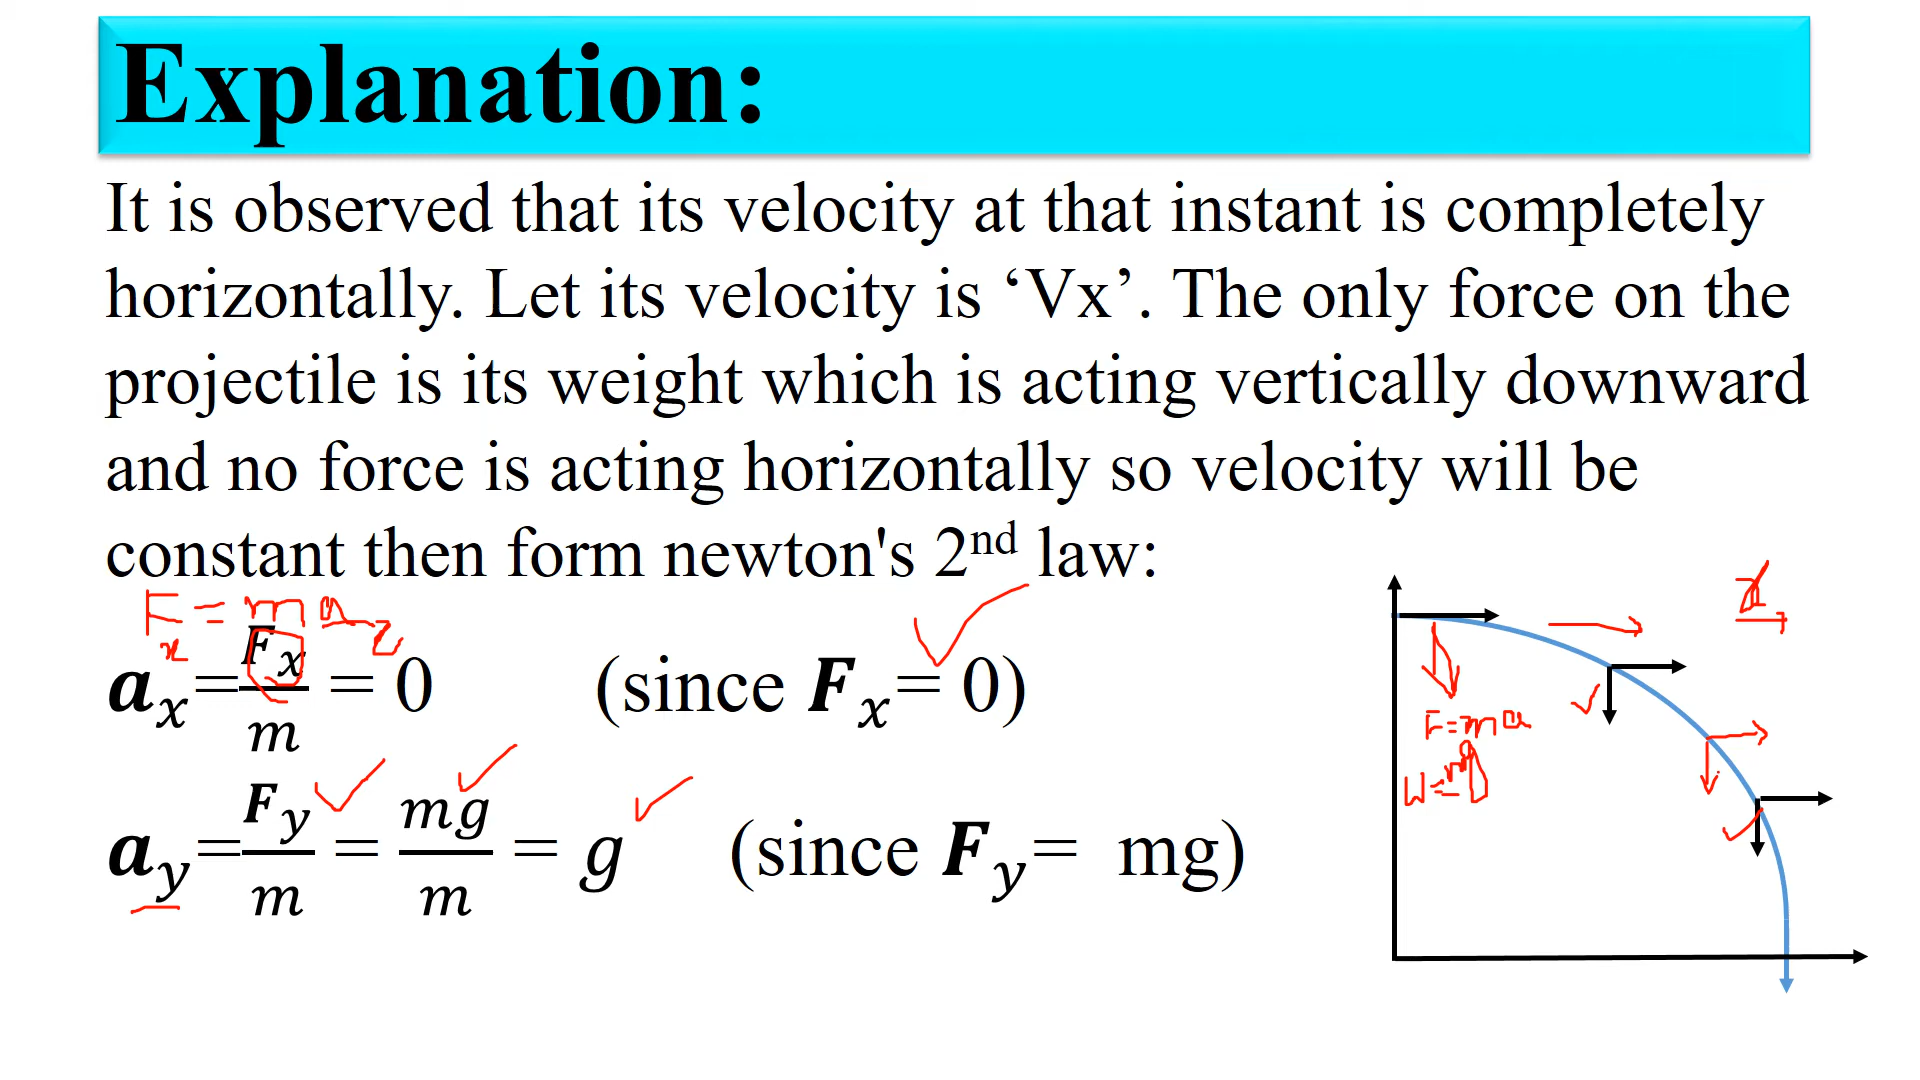 Explanation:
It is observed that its velocity at that instant is completely
horizontally. Let its velocity is ‘Vx’. The only force on the
projectile is its weight which is acting vertically downward
and no force is acting horizontally so velocity will be
constant then form newton's 2nd law:
Fx = max
ax = Fx/m = 0 (since Fx = 0)
F = ma
W = mg
ay = Fy/m = mg/m = g (since Fy = mg)